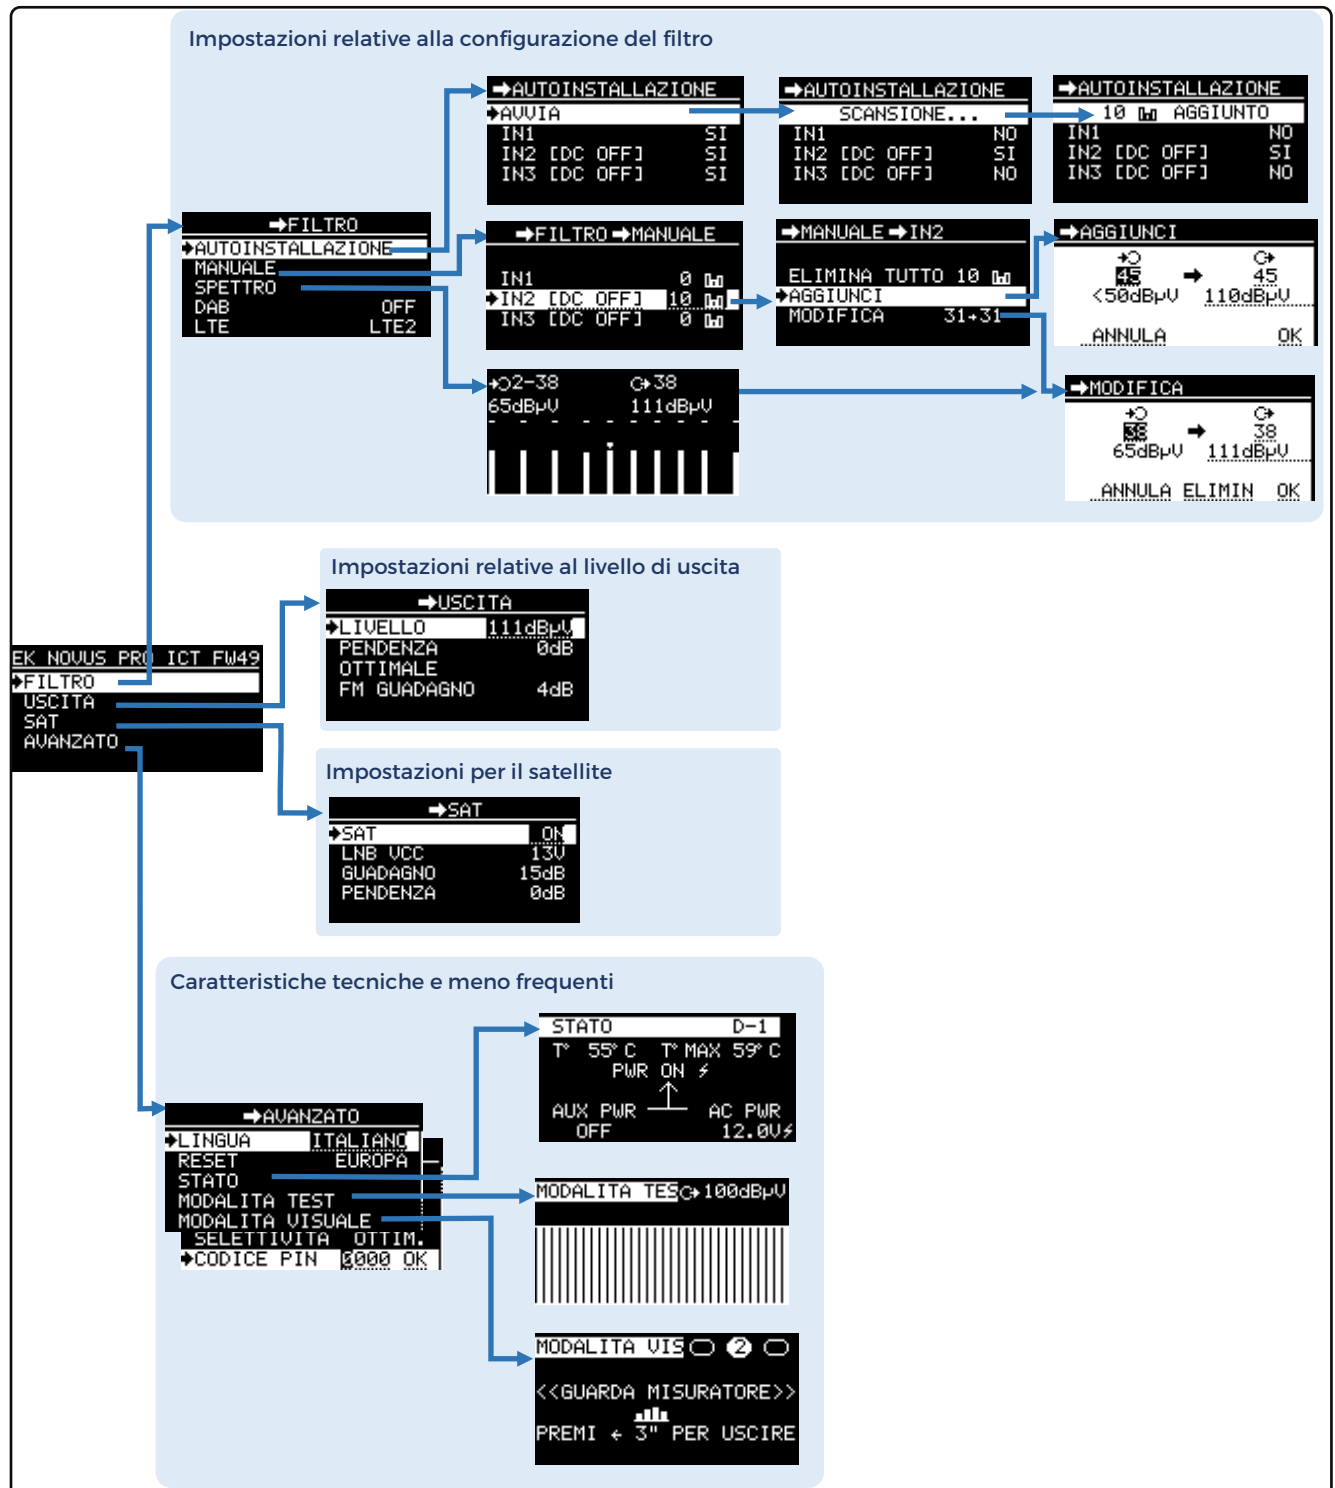 Impostazioni relative alla configurazione del filtro
➡AUTOINSTALLAZIONE
AVVIA
IN1 SI
IN2 [DC OFF] SI
IN3 [DC OFF] SI
➡AUTOINSTALLAZIONE
SCANSIONE...
IN1 NO
IN2 [DC OFF] SI
IN3 [DC OFF] NO
➡AUTOINSTALLAZIONE
10 AGGIUNTO
IN1 NO
IN2 [DC OFF] SI
IN3 [DC OFF] NO
➡FILTRO
AUTOINSTALLAZIONE
MANUALE
SPETTRO
DAB OFF
LTE LTE2
➡FILTRO➡MANUALE
IN1 0
IN2 [DC OFF] 10
IN3 [DC OFF] 0
➡MANUALE➡IN2
ELIMINA TUTTO 10
AGGIUNCI
MODIFICA 31→31
➡AGGIUNCI
45 ➡ 45
<50dBµV 110dBµV
ANNULA OK
2-38 38
65dBµV 111dBµV
➡MODIFICA
38 ➡ 38
65dBµV 111dBµV
ANNULA ELIMIN OK
Impostazioni relative al livello di uscita
➡USCITA
LIVELLO 111dBµV
PENDENZA 0dB
OTTIMALE
FM GUADAGNO 4dB
EK NOVUS PRO ICT FW49
FILTRO
USCITA
SAT
AVANZATO
Impostazioni per il satellite
➡SAT
SAT ON
LNB VCC 13V
GUADAGNO 15dB
PENDENZA 0dB
Caratteristiche tecniche e meno frequenti
STATO D-1
T° 55°C T°MAX 59°C
PWR ON
AUX PWR AC PWR
OFF 12.0V
➡AVANZATO
LINGUA ITALIANO
RESET EUROPA
STATO
MODALITA TEST
MODALITA VISUALE
SELETTIVITA OTTIM.
CODICE PIN 0000 OK
MODALITA TES 100dBµV
MODALITA VIS 2
<<GUARDA MISURATORE>>
PREMI ← 3" PER USCIRE